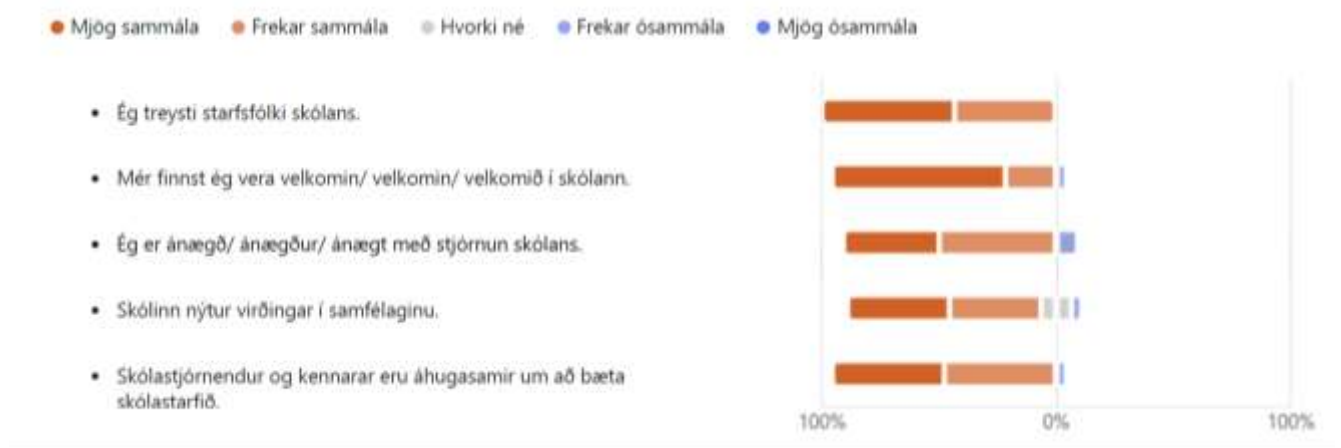 Mjög sammála Frekar sammála Hvorki né Frekar ósammála Mjög ósammála
• Ég treysti starfsfólki skólans.
• Mér finnst ég vera velkomin/ velkomin/ velkomið í skólann.
• Ég er ánægð/ ánægður/ ánægt með stjórnun skólans.
• Skólinn nýtur virðingar í samfélaginu.
• Skólastjórnendur og kennarar eru áhugasamir um að bæta
skólastarfið.
100% 0% 100%